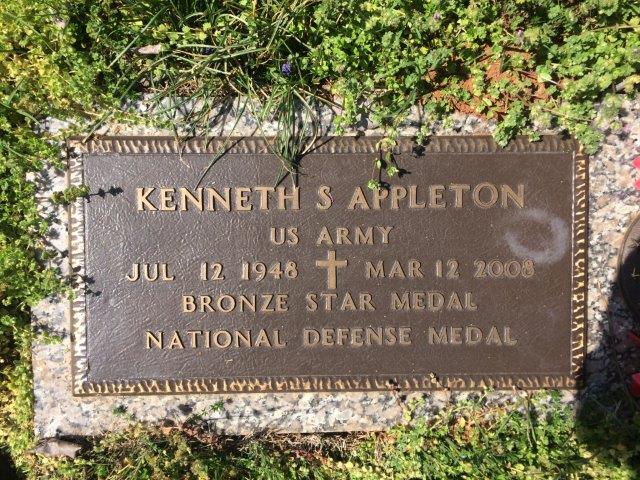 KENNETH S APPLETON
US ARMY
JUL 12 1948 ✝ MAR 12 2008
BRONZE STAR MEDAL
NATIONAL DEFENSE MEDAL